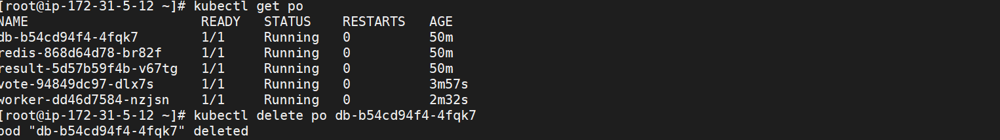 [root@ip-172-31-5-12 ~]# kubectl get po
NAME                     READY   STATUS    RESTARTS   AGE
db-b54cd94f4-4fqk7       1/1     Running   0          50m
redis-868d64d78-br82f    1/1     Running   0          50m
result-5d57b59f4b-v67tg  1/1     Running   0          50m
vote-94849dc97-dlx7s     1/1     Running   0          3m57s
worker-dd46d7584-nzjsn   1/1     Running   0          2m32s
[root@ip-172-31-5-12 ~]# kubectl delete po db-b54cd94f4-4fqk7
pod "db-b54cd94f4-4fqk7" deleted